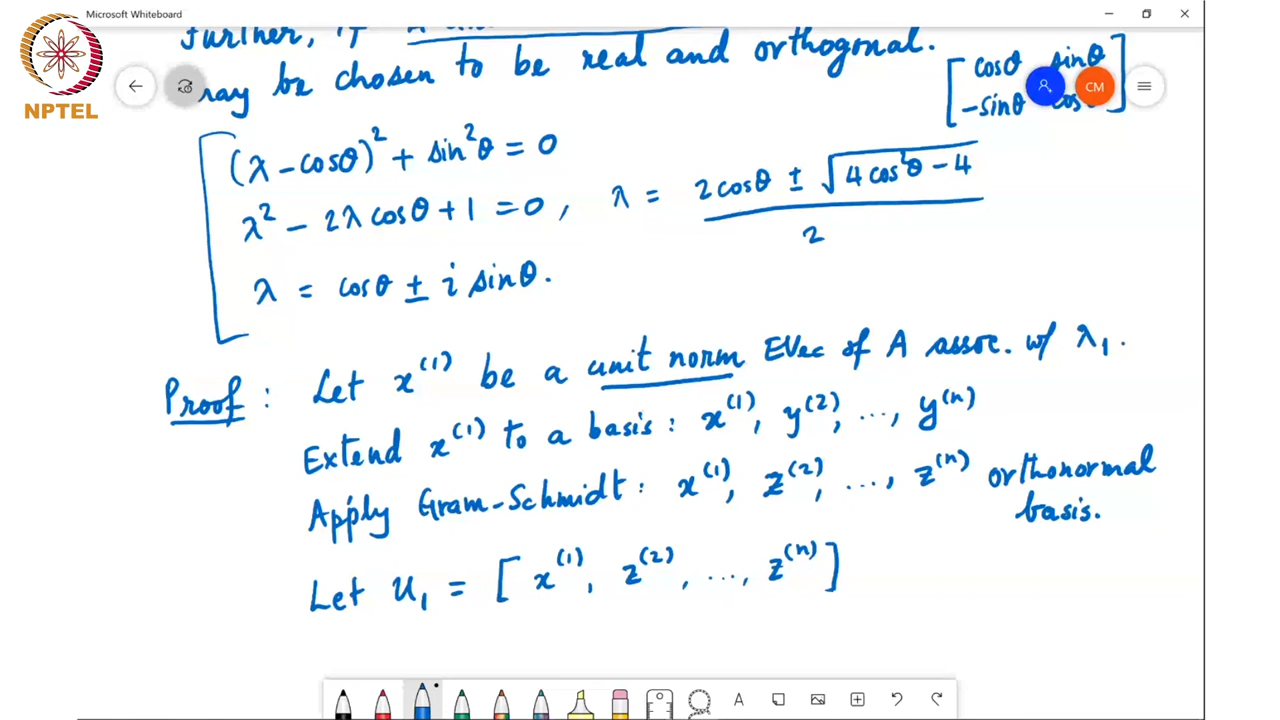 Microsoft Whiteboard
NPTEL
Further, if
may be chosen to be real and orthogonal.
[cosθ sinθ
-sinθ cos ]
CM
(λ - cosθ)² + sin²θ = 0
λ² - 2λ cosθ + 1 = 0, λ = (2cosθ ± √(4cos²θ - 4)) / 2
λ = cosθ ± i sinθ.
Proof: Let x^(1) be a unit norm EVec of A assoc. w/ λ₁.
Extend x^(1) to a basis: x^(1), y^(2), ..., y^(n)
Apply Gram-Schmidt: x^(1), z^(2), ..., z^(n) orthonormal basis.
Let U₁ = [x^(1), z^(2), ..., z^(n)]
A